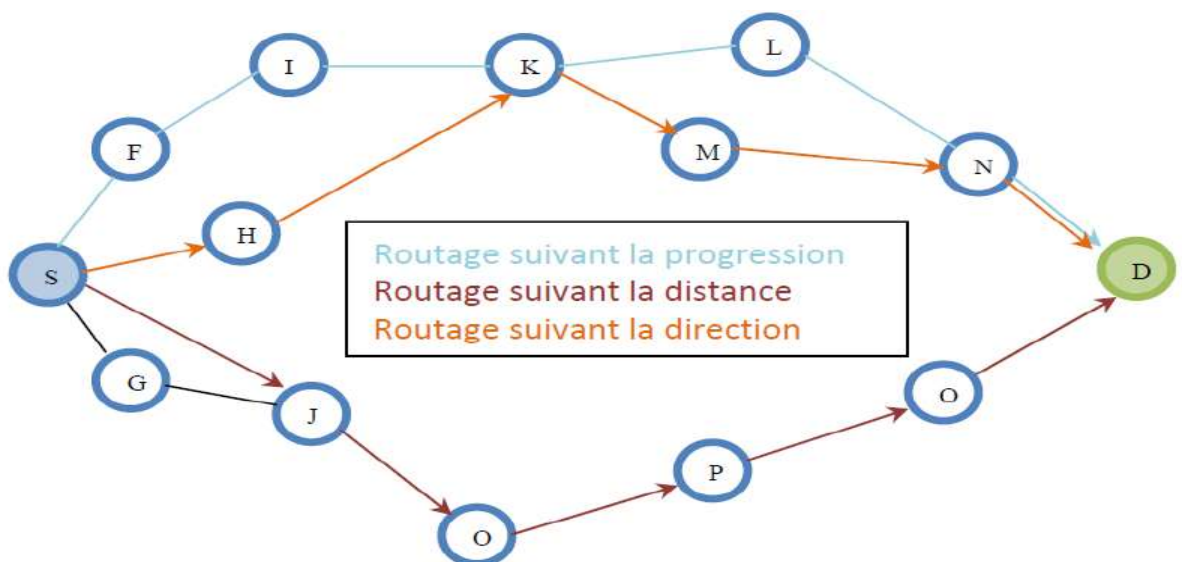 L
I
K
F
M
N
H
Routage suivant la progression
S
D
Routage suivant la distance
Routage suivant la direction
G
O
J
P
O